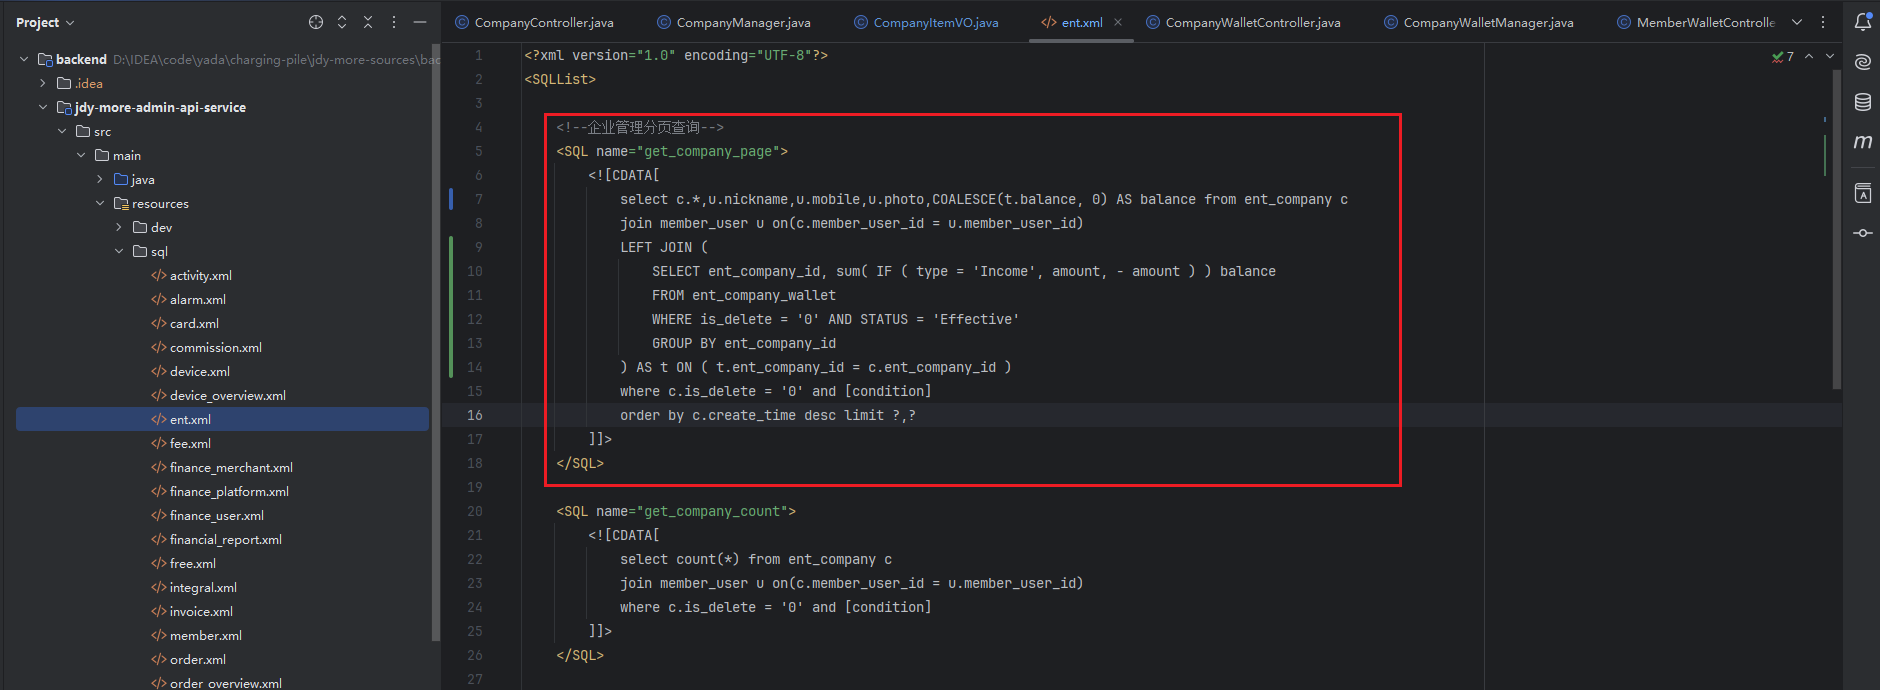 Project
CompanyController.java
CompanyManager.java
CompanyItemVO.java
ent.xml
CompanyWalletController.java
CompanyWalletManager.java
MemberWalletControlle
backend D:\IDEA\code\yada\charging-pile\jdy-more-sources\bac
.idea
jdy-more-admin-api-service
src
main
java
resources
dev
sql
activity.xml
alarm.xml
card.xml
commission.xml
device.xml
device_overview.xml
ent.xml
fee.xml
finance_merchant.xml
finance_platform.xml
finance_user.xml
financial_report.xml
free.xml
integral.xml
invoice.xml
member.xml
order.xml
order_overview.xml
7
1 <?xml version="1.0" encoding="UTF-8"?>
2 <SQLList>
3
4 <!--企业管理分页查询-->
5 <SQL name="get_company_page">
6 <![CDATA[
7 select c.*,u.nickname,u.mobile,u.photo,COALESCE(t.balance, 0) AS balance from ent_company c
8 join member_user u on(c.member_user_id = u.member_user_id)
9 LEFT JOIN (
10 SELECT ent_company_id, sum( IF ( type = 'Income', amount, - amount ) ) balance
11 FROM ent_company_wallet
12 WHERE is_delete = '0' AND STATUS = 'Effective'
13 GROUP BY ent_company_id
14 ) AS t ON ( t.ent_company_id = c.ent_company_id )
15 where c.is_delete = '0' and [condition]
16 order by c.create_time desc limit ?,?
17 ]]>
18 </SQL>
19
20 <SQL name="get_company_count">
21 <![CDATA[
22 select count(*) from ent_company c
23 join member_user u on(c.member_user_id = u.member_user_id)
24 where c.is_delete = '0' and [condition]
25 ]]>
26 </SQL>
27